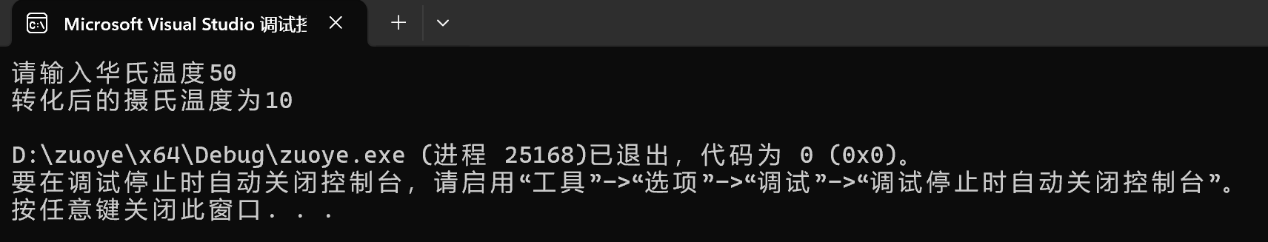 Microsoft Visual Studio 调试控
请输入华氏温度50
转化后的摄氏温度为10
D:\zuoye\x64\Debug\zuoye.exe (进程 25168)已退出，代码为 0 (0x0)。
要在调试停止时自动关闭控制台，请启用“工具”->“选项”->“调试”->“调试停止时自动关闭控制台”。
按任意键关闭此窗口. . .